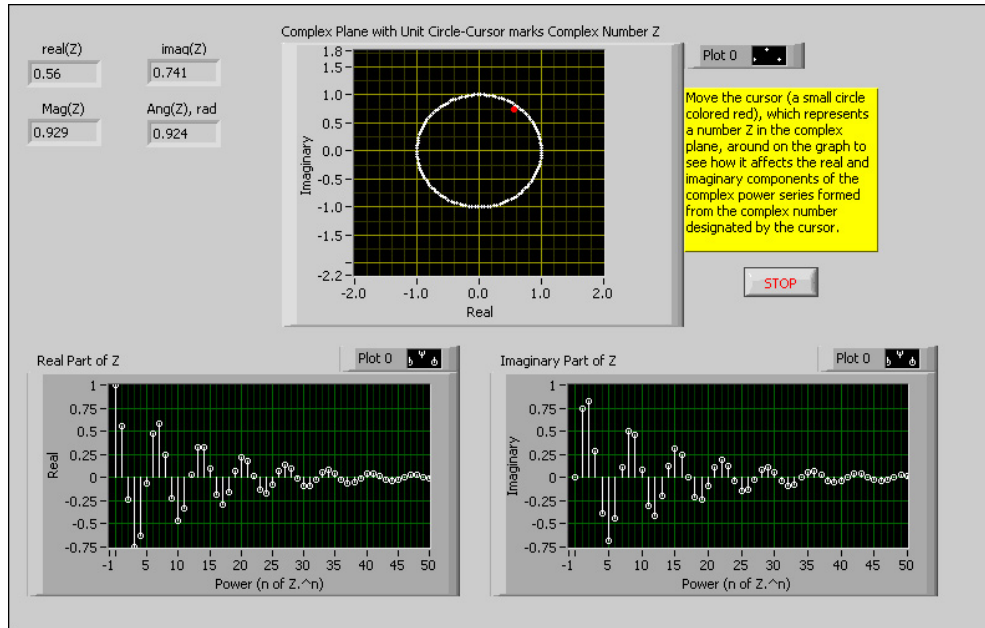 Complex Plane with Unit Circle-Cursor marks Complex Number Z
real(Z)
imag(Z)
0.56
0.741
Mag(Z)
Ang(Z), rad
0.929
0.924
Imaginary
1.8
1.5
1.0
0.5
0.0
-0.5
-1.0
-1.5
-2.2
-2.0
-1.0
0.0
1.0
2.0
Real
Plot 0
Move the cursor (a small circle
colored red), which represents
a number Z in the complex
plane, around on the graph to
see how it affects the real and
imaginary components of the
complex power series formed
from the complex number
designated by the cursor.
STOP
Real Part of Z
Plot 0
Real
1
0.75
0.5
0.25
0
-0.25
-0.5
-0.75
-1
5
10
15
20
25
30
35
40
45
50
Power (n of Z.^n)
Imaginary Part of Z
Plot 0
Imaginary
1
0.75
0.5
0.25
0
-0.25
-0.5
-0.75
-1
5
10
15
20
25
30
35
40
45
50
Power (n of Z.^n)